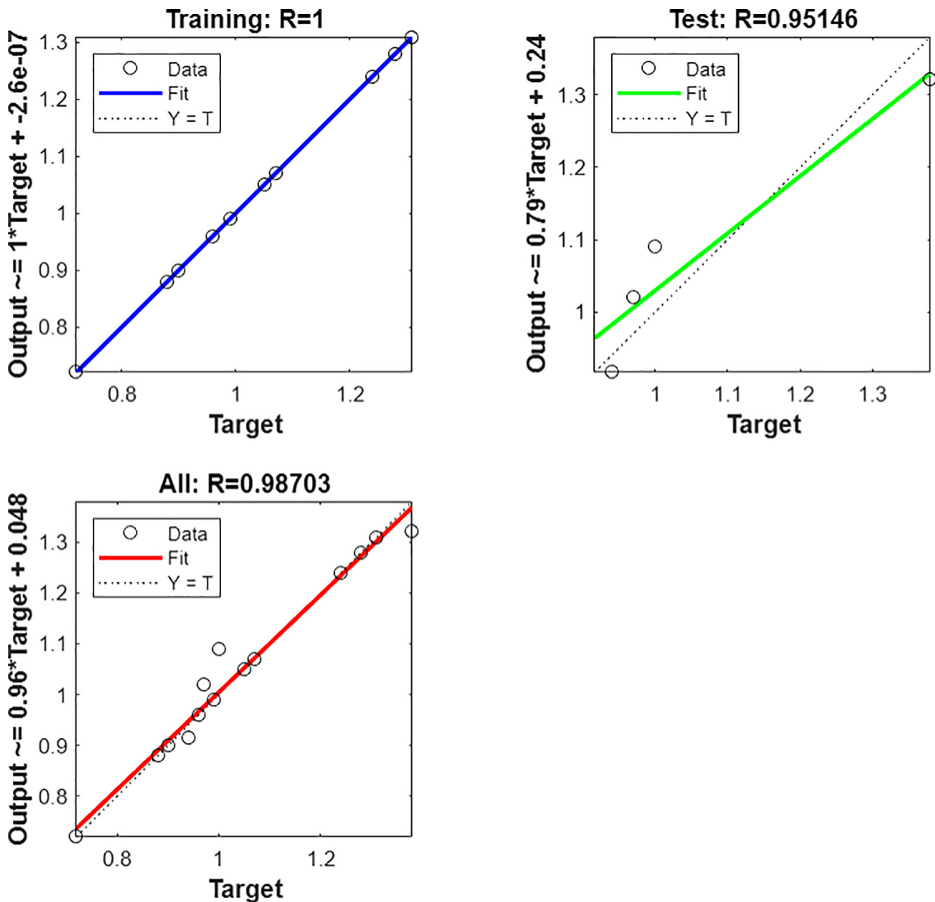 Training: R=1
Output ~= 1*Target + -2.6e-07
1.3
1.2
1.1
1
0.9
0.8
Data
Fit
Y = T
0.8
1
1.2
Target
Test: R=0.95146
Output ~= 0.79*Target + 0.24
1.3
1.2
1.1
1
Data
Fit
Y = T
1
1.1
1.2
1.3
Target
All: R=0.98703
Output ~= 0.96*Target + 0.048
1.3
1.2
1.1
1
0.9
0.8
Data
Fit
Y = T
0.8
1
1.2
Target